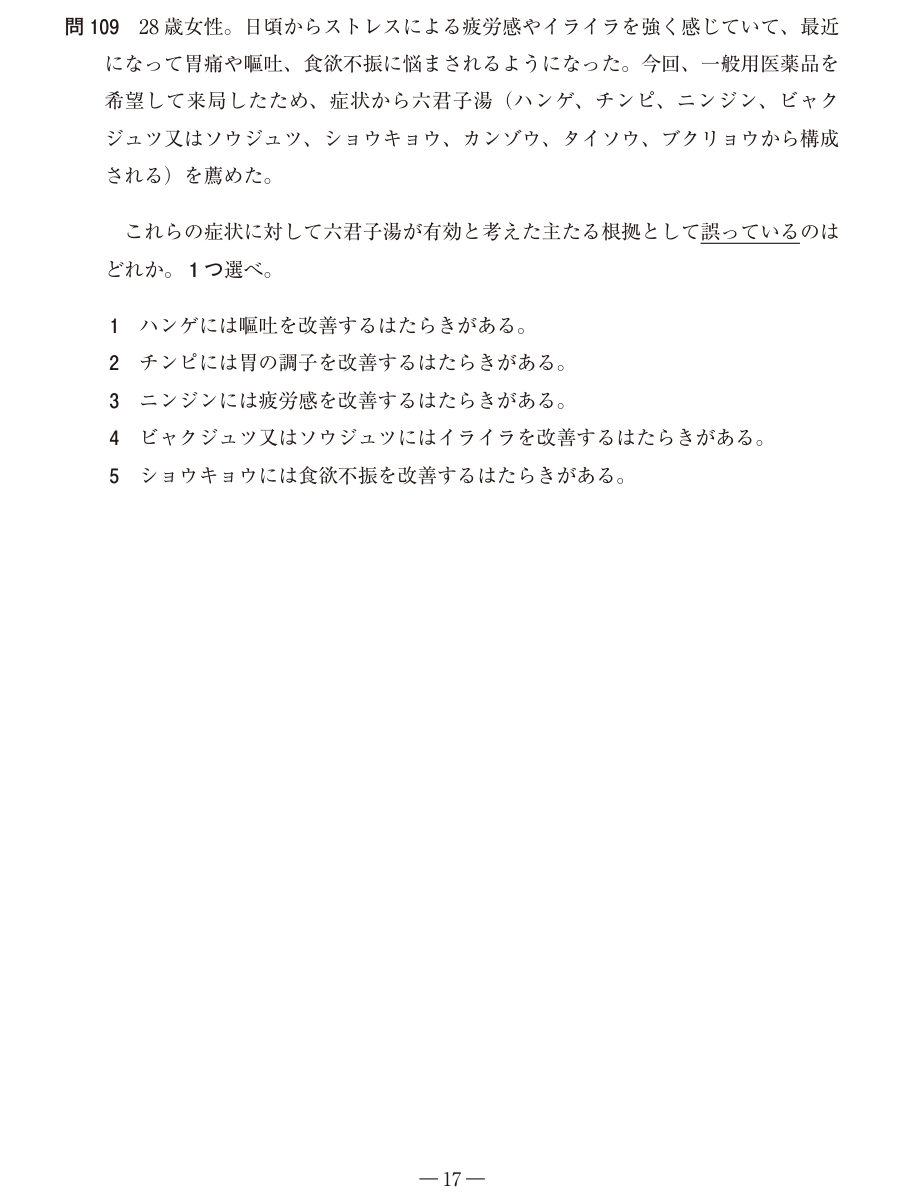 問 109　28 歳女性。日頃からストレスによる疲労感やイライラを強く感じていて、最近
になって胃痛や嘔吐、食欲不振に悩まされるようになった。今回、一般用医薬品を
希望して来局したため、症状から六君子湯（ハンゲ、チンピ、ニンジン、ビャク
ジュツ又はソウジュツ、ショウキョウ、カンゾウ、タイソウ、ブクリョウから構成
される）を薦めた。
これらの症状に対して六君子湯が有効と考えた主たる根拠として誤っているのは
どれか。1つ選べ。
1　ハンゲには嘔吐を改善するはたらきがある。
2　チンピには胃の調子を改善するはたらきがある。
3　ニンジンには疲労感を改善するはたらきがある。
4　ビャクジュツ又はソウジュツにはイライラを改善するはたらきがある。
5　ショウキョウには食欲不振を改善するはたらきがある。
― 17 ―